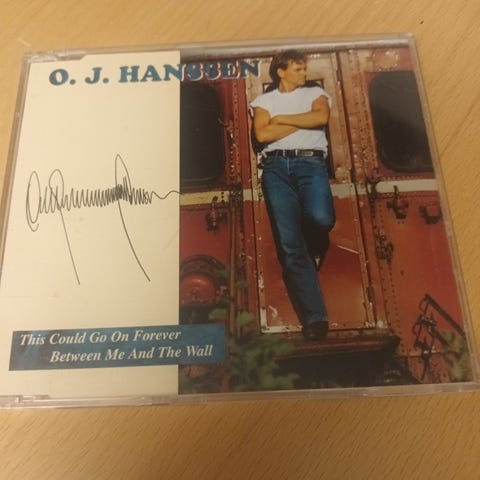 O. J. HANSSEN
This Could Go On Forever
Between Me And The Wall